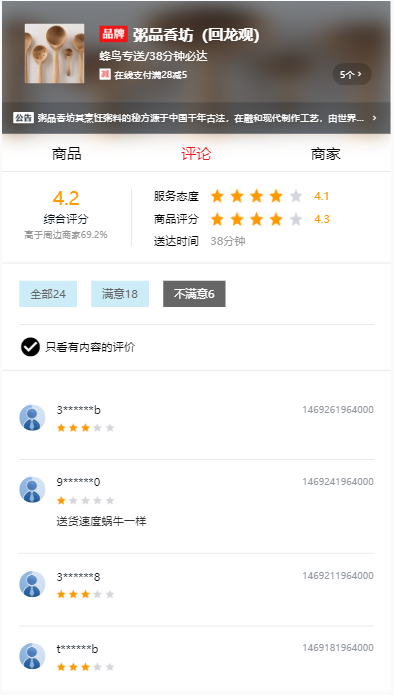 品牌 粥品香坊（回龙观）
蜂鸟专送/38分钟必达
减 在线支付满28减5
5个 >
公告 粥品香坊其烹饪粥料的秘方源于中国千年古法，在融和现代制作工艺，由世界... >
商品 评论 商家
4.2
综合评分
高于周边商家69.2%
服务态度 4.1
商品评分 4.3
送达时间 38分钟
全部24 满意18 不满意6
只看有内容的评价
3******b 1469261964000
9******0 1469241964000
送货速度蜗牛一样
3******8 1469211964000
t******b 1469181964000